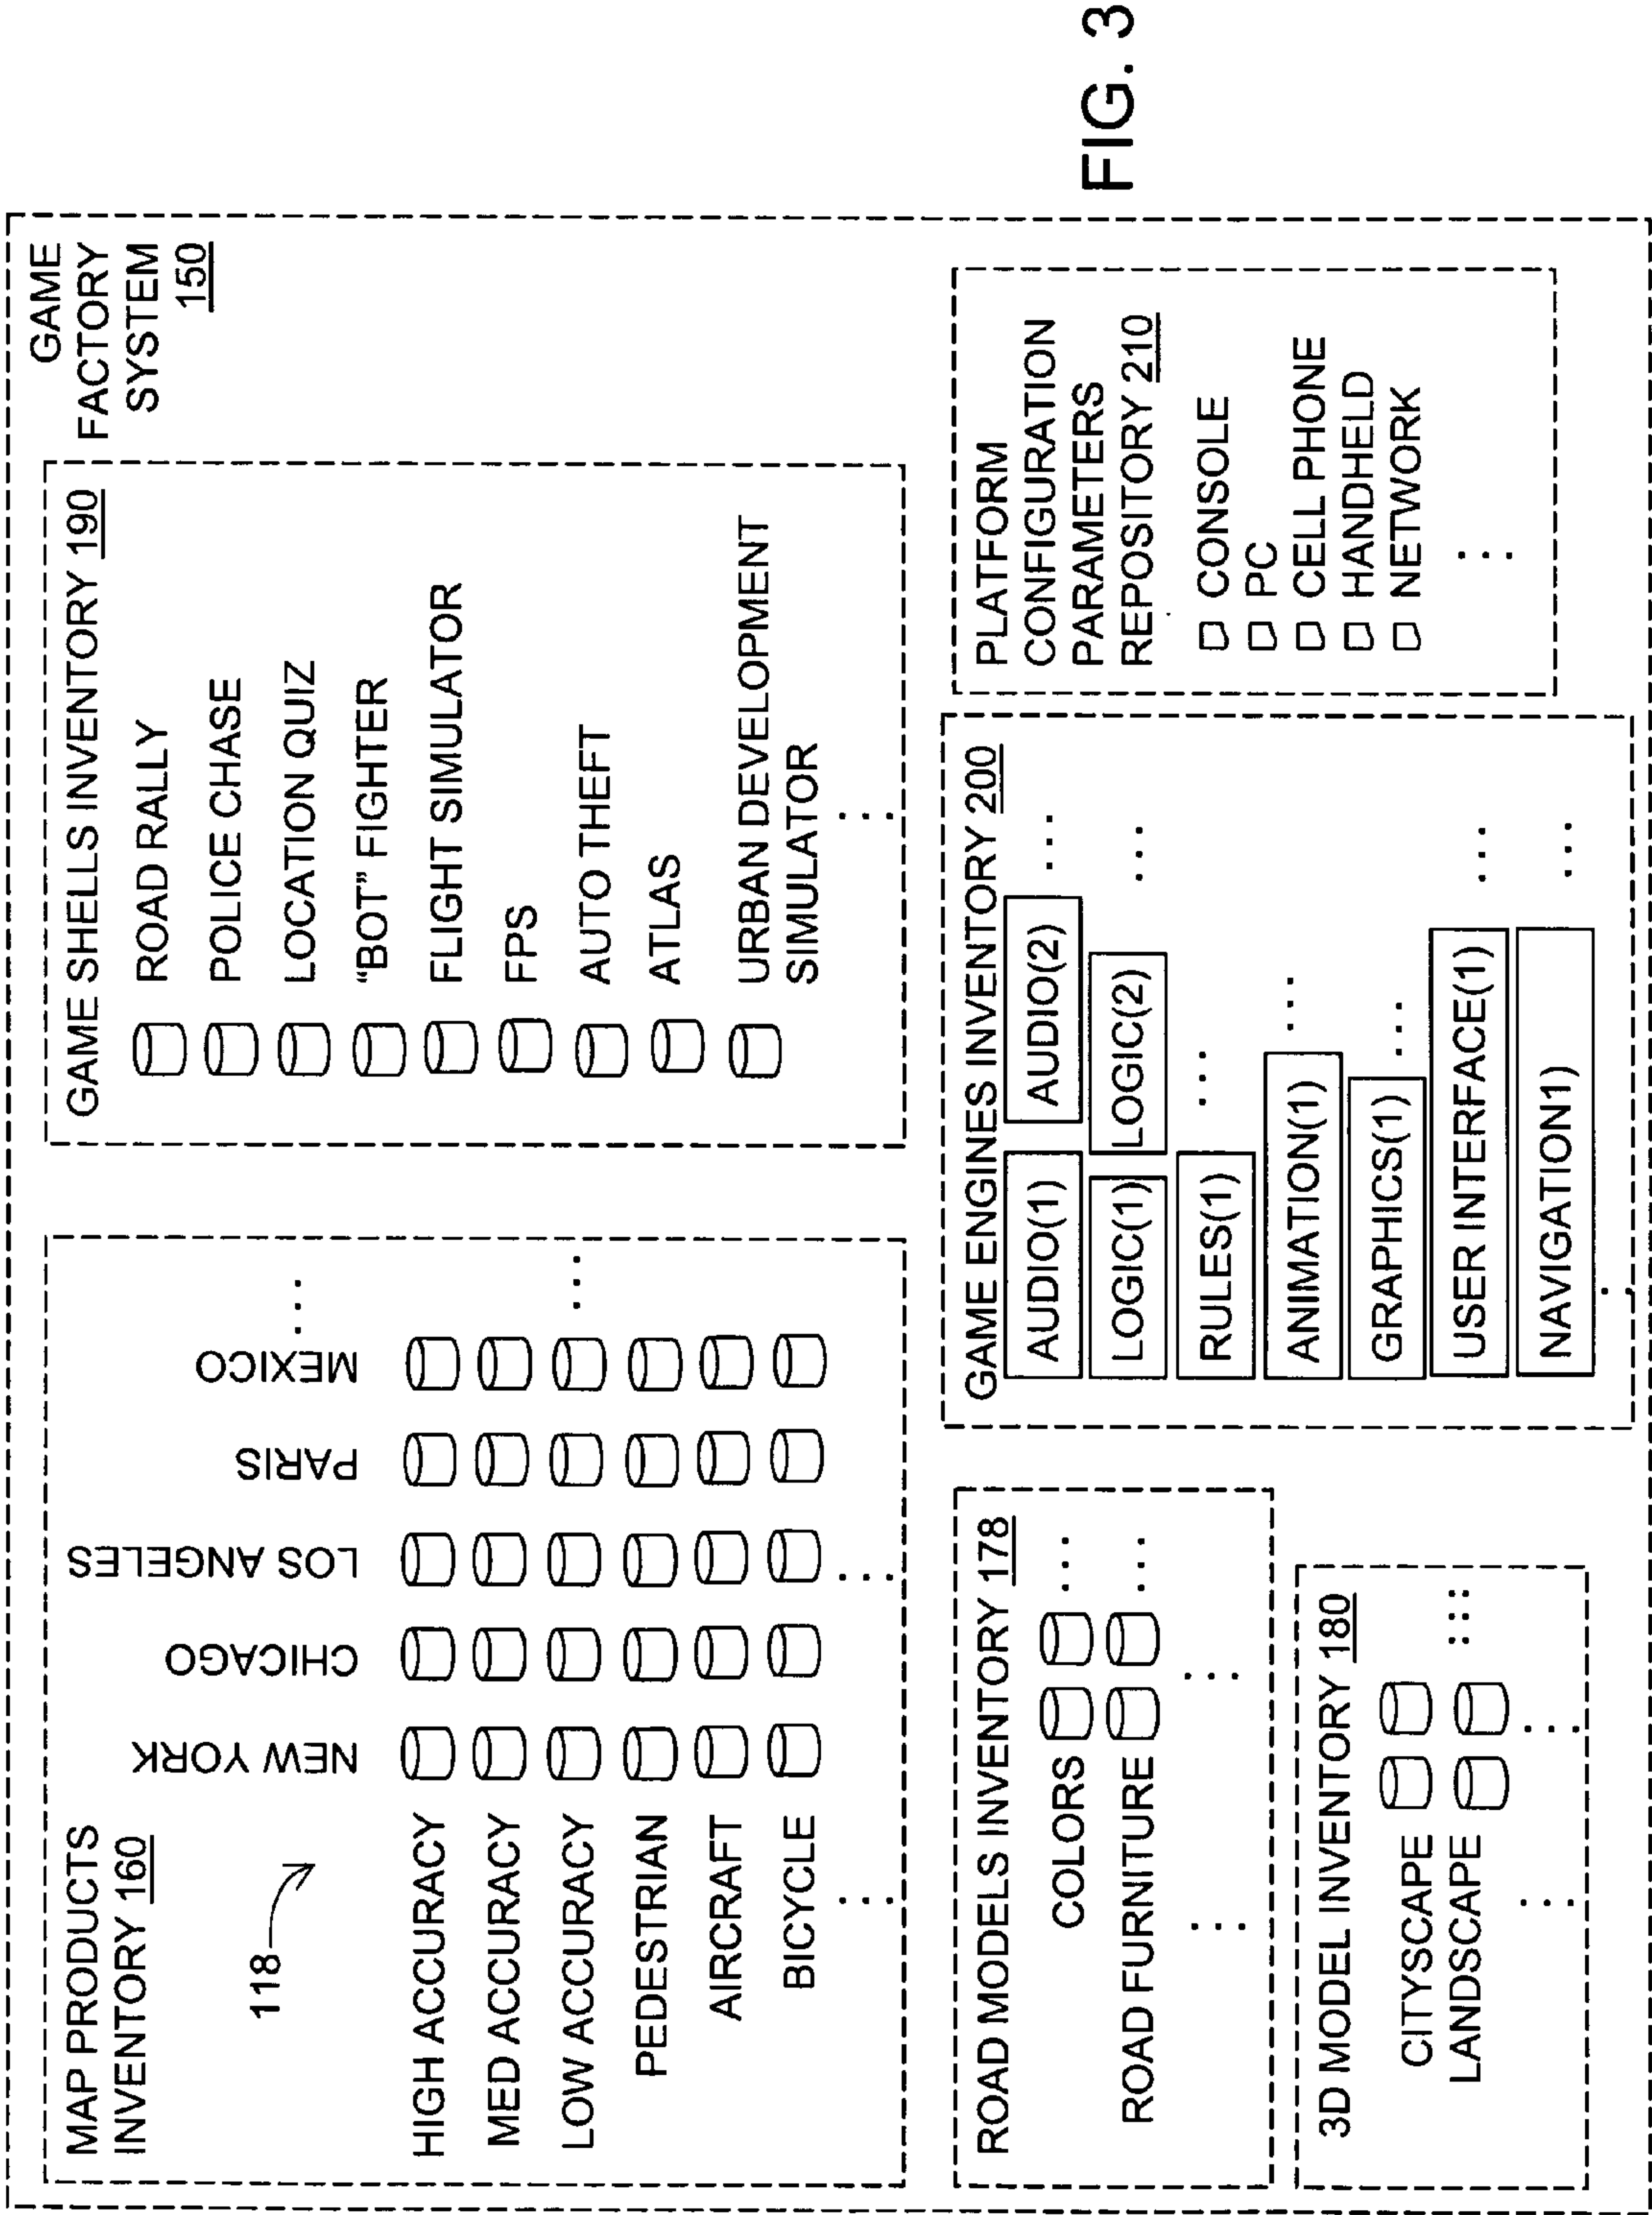 GAME
FACTORY
SYSTEM
150
MAP PRODUCTS
INVENTORY 160
118
NEW YORK
CHICAGO
LOS ANGELES
PARIS
MEXICO
. . .
HIGH ACCURACY
MED ACCURACY
LOW ACCURACY
. . .
PEDESTRIAN
AIRCRAFT
BICYCLE
. . .
. . .
GAME SHELLS INVENTORY 190
ROAD RALLY
POLICE CHASE
LOCATION QUIZ
"BOT" FIGHTER
FLIGHT SIMULATOR
FPS
AUTO THEFT
ATLAS
URBAN DEVELOPMENT
SIMULATOR
. . .
ROAD MODELS INVENTORY 178
COLORS . . .
ROAD FURNITURE . . .
. . .
. . .
3D MODEL INVENTORY 180
CITYSCAPE . . .
LANDSCAPE . . .
. . .
. . .
GAME ENGINES INVENTORY 200
AUDIO(1) AUDIO(2) . . .
LOGIC(1) LOGIC(2) . . .
RULES(1) . . .
ANIMATION(1) . . .
GRAPHICS(1) . . .
USER INTERFACE(1) . . .
NAVIGATION1) . . .
. . .
PLATFORM
CONFIGURATION
PARAMETERS
REPOSITORY 210
CONSOLE
PC
CELL PHONE
HANDHELD
NETWORK
. . .
FIG. 3